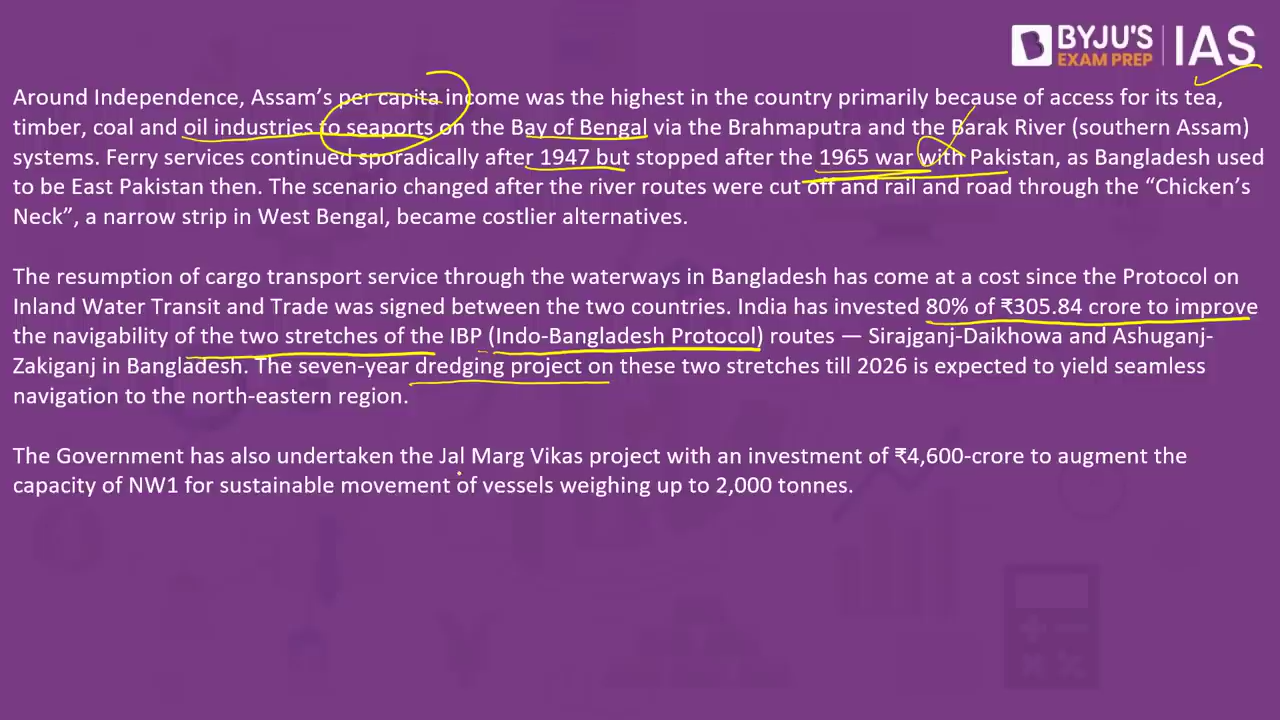 BYJU'S
EXAM PREP
IAS
Around Independence, Assam's per capita income was the highest in the country primarily because of access for its tea,
timber, coal and oil industries to seaports on the Bay of Bengal via the Brahmaputra and the Barak River (southern Assam)
systems. Ferry services continued sporadically after 1947 but stopped after the 1965 war with Pakistan, as Bangladesh used
to be East Pakistan then. The scenario changed after the river routes were cut off and rail and road through the “Chicken's
Neck”, a narrow strip in West Bengal, became costlier alternatives.
The resumption of cargo transport service through the waterways in Bangladesh has come at a cost since the Protocol on
Inland Water Transit and Trade was signed between the two countries. India has invested 80% of ₹305.84 crore to improve
the navigability of the two stretches of the IBP (Indo-Bangladesh Protocol) routes — Sirajganj-Daikhowa and Ashuganj-
Zakiganj in Bangladesh. The seven-year dredging project on these two stretches till 2026 is expected to yield seamless
navigation to the north-eastern region.
The Government has also undertaken the Jal Marg Vikas project with an investment of ₹4,600-crore to augment the
capacity of NW1 for sustainable movement of vessels weighing up to 2,000 tonnes.